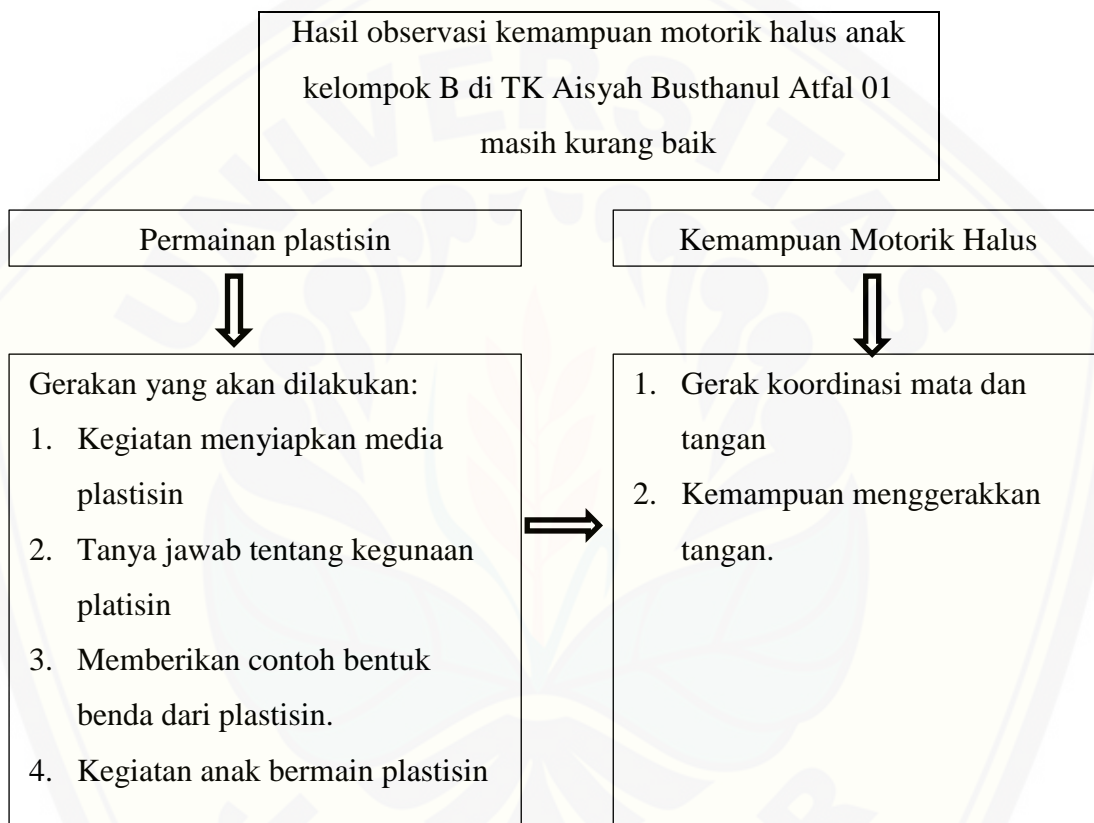 Hasil observasi kemampuan motorik halus anak
kelompok B di TK Aisyah Busthanul Atfal 01
masih kurang baik
Permainan plastisin
Kemampuan Motorik Halus
Gerakan yang akan dilakukan:
1. Kegiatan menyiapkan media
plastisin
2. Tanya jawab tentang kegunaan
platisin
3. Memberikan contoh bentuk
benda dari plastisin.
4. Kegiatan anak bermain plastisin
1. Gerak koordinasi mata dan
tangan
2. Kemampuan menggerakkan
tangan.
UNIVERSITAS